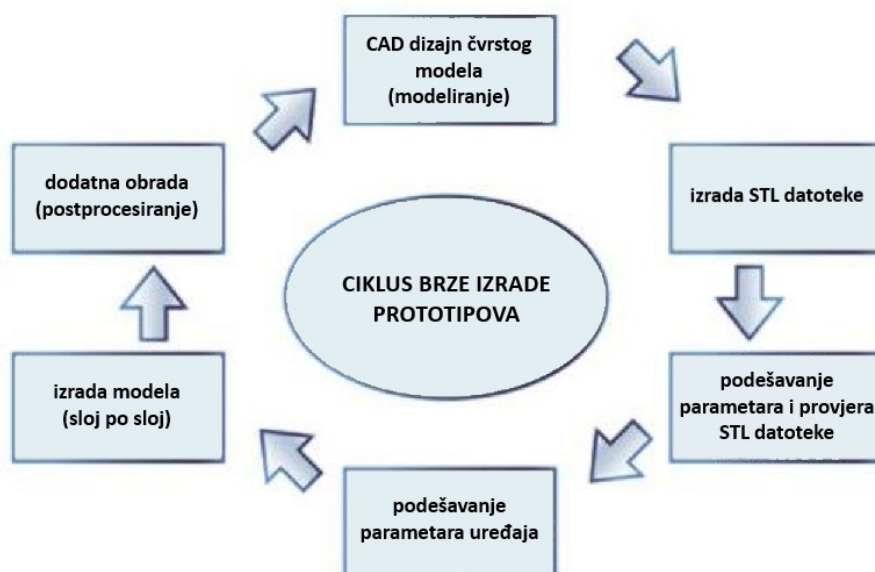 CAD dizajn čvrstog
modela
(modeliranje)
izrada STL datoteke
podešavanje
parametara i provjera
STL datoteke
podešavanje
parametara uređaja
izrada modela
(sloj po sloj)
dodatna obrada
(postprocesiranje)
CIKLUS BRZE IZRADE
PROTOTIPOVA